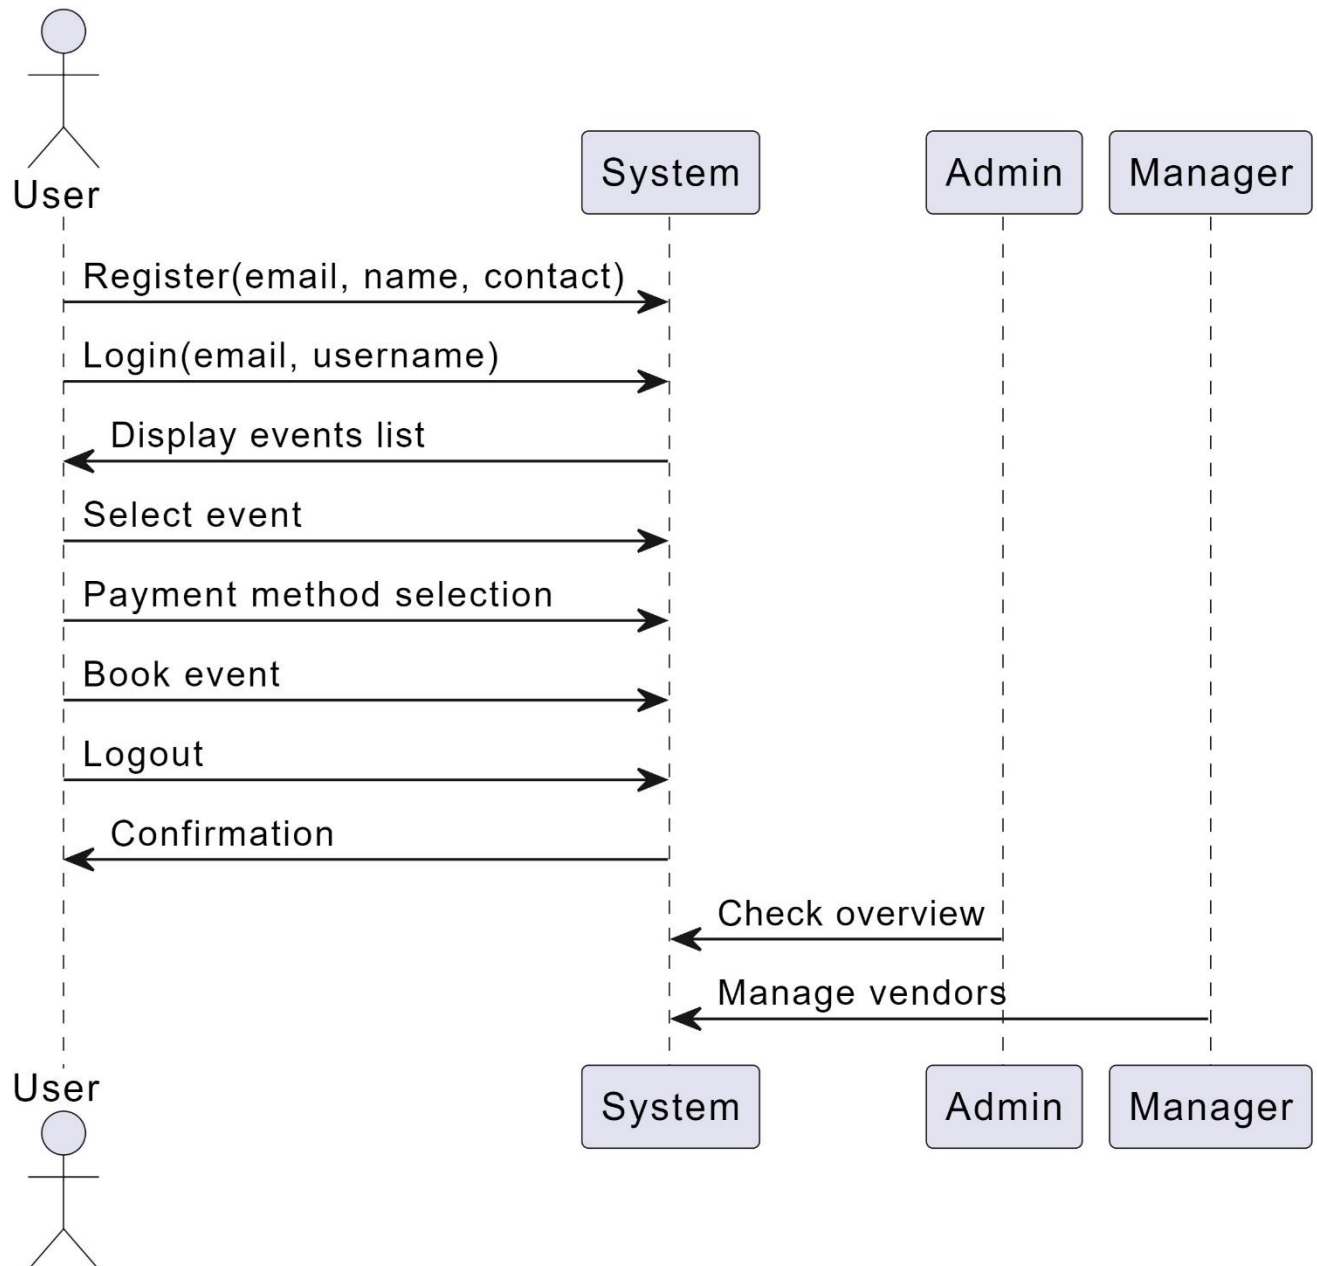 User
System
Admin
Manager
Register(email, name, contact)
Login(email, username)
Display events list
Select event
Payment method selection
Book event
Logout
Confirmation
Check overview
Manage vendors
User
System
Admin
Manager